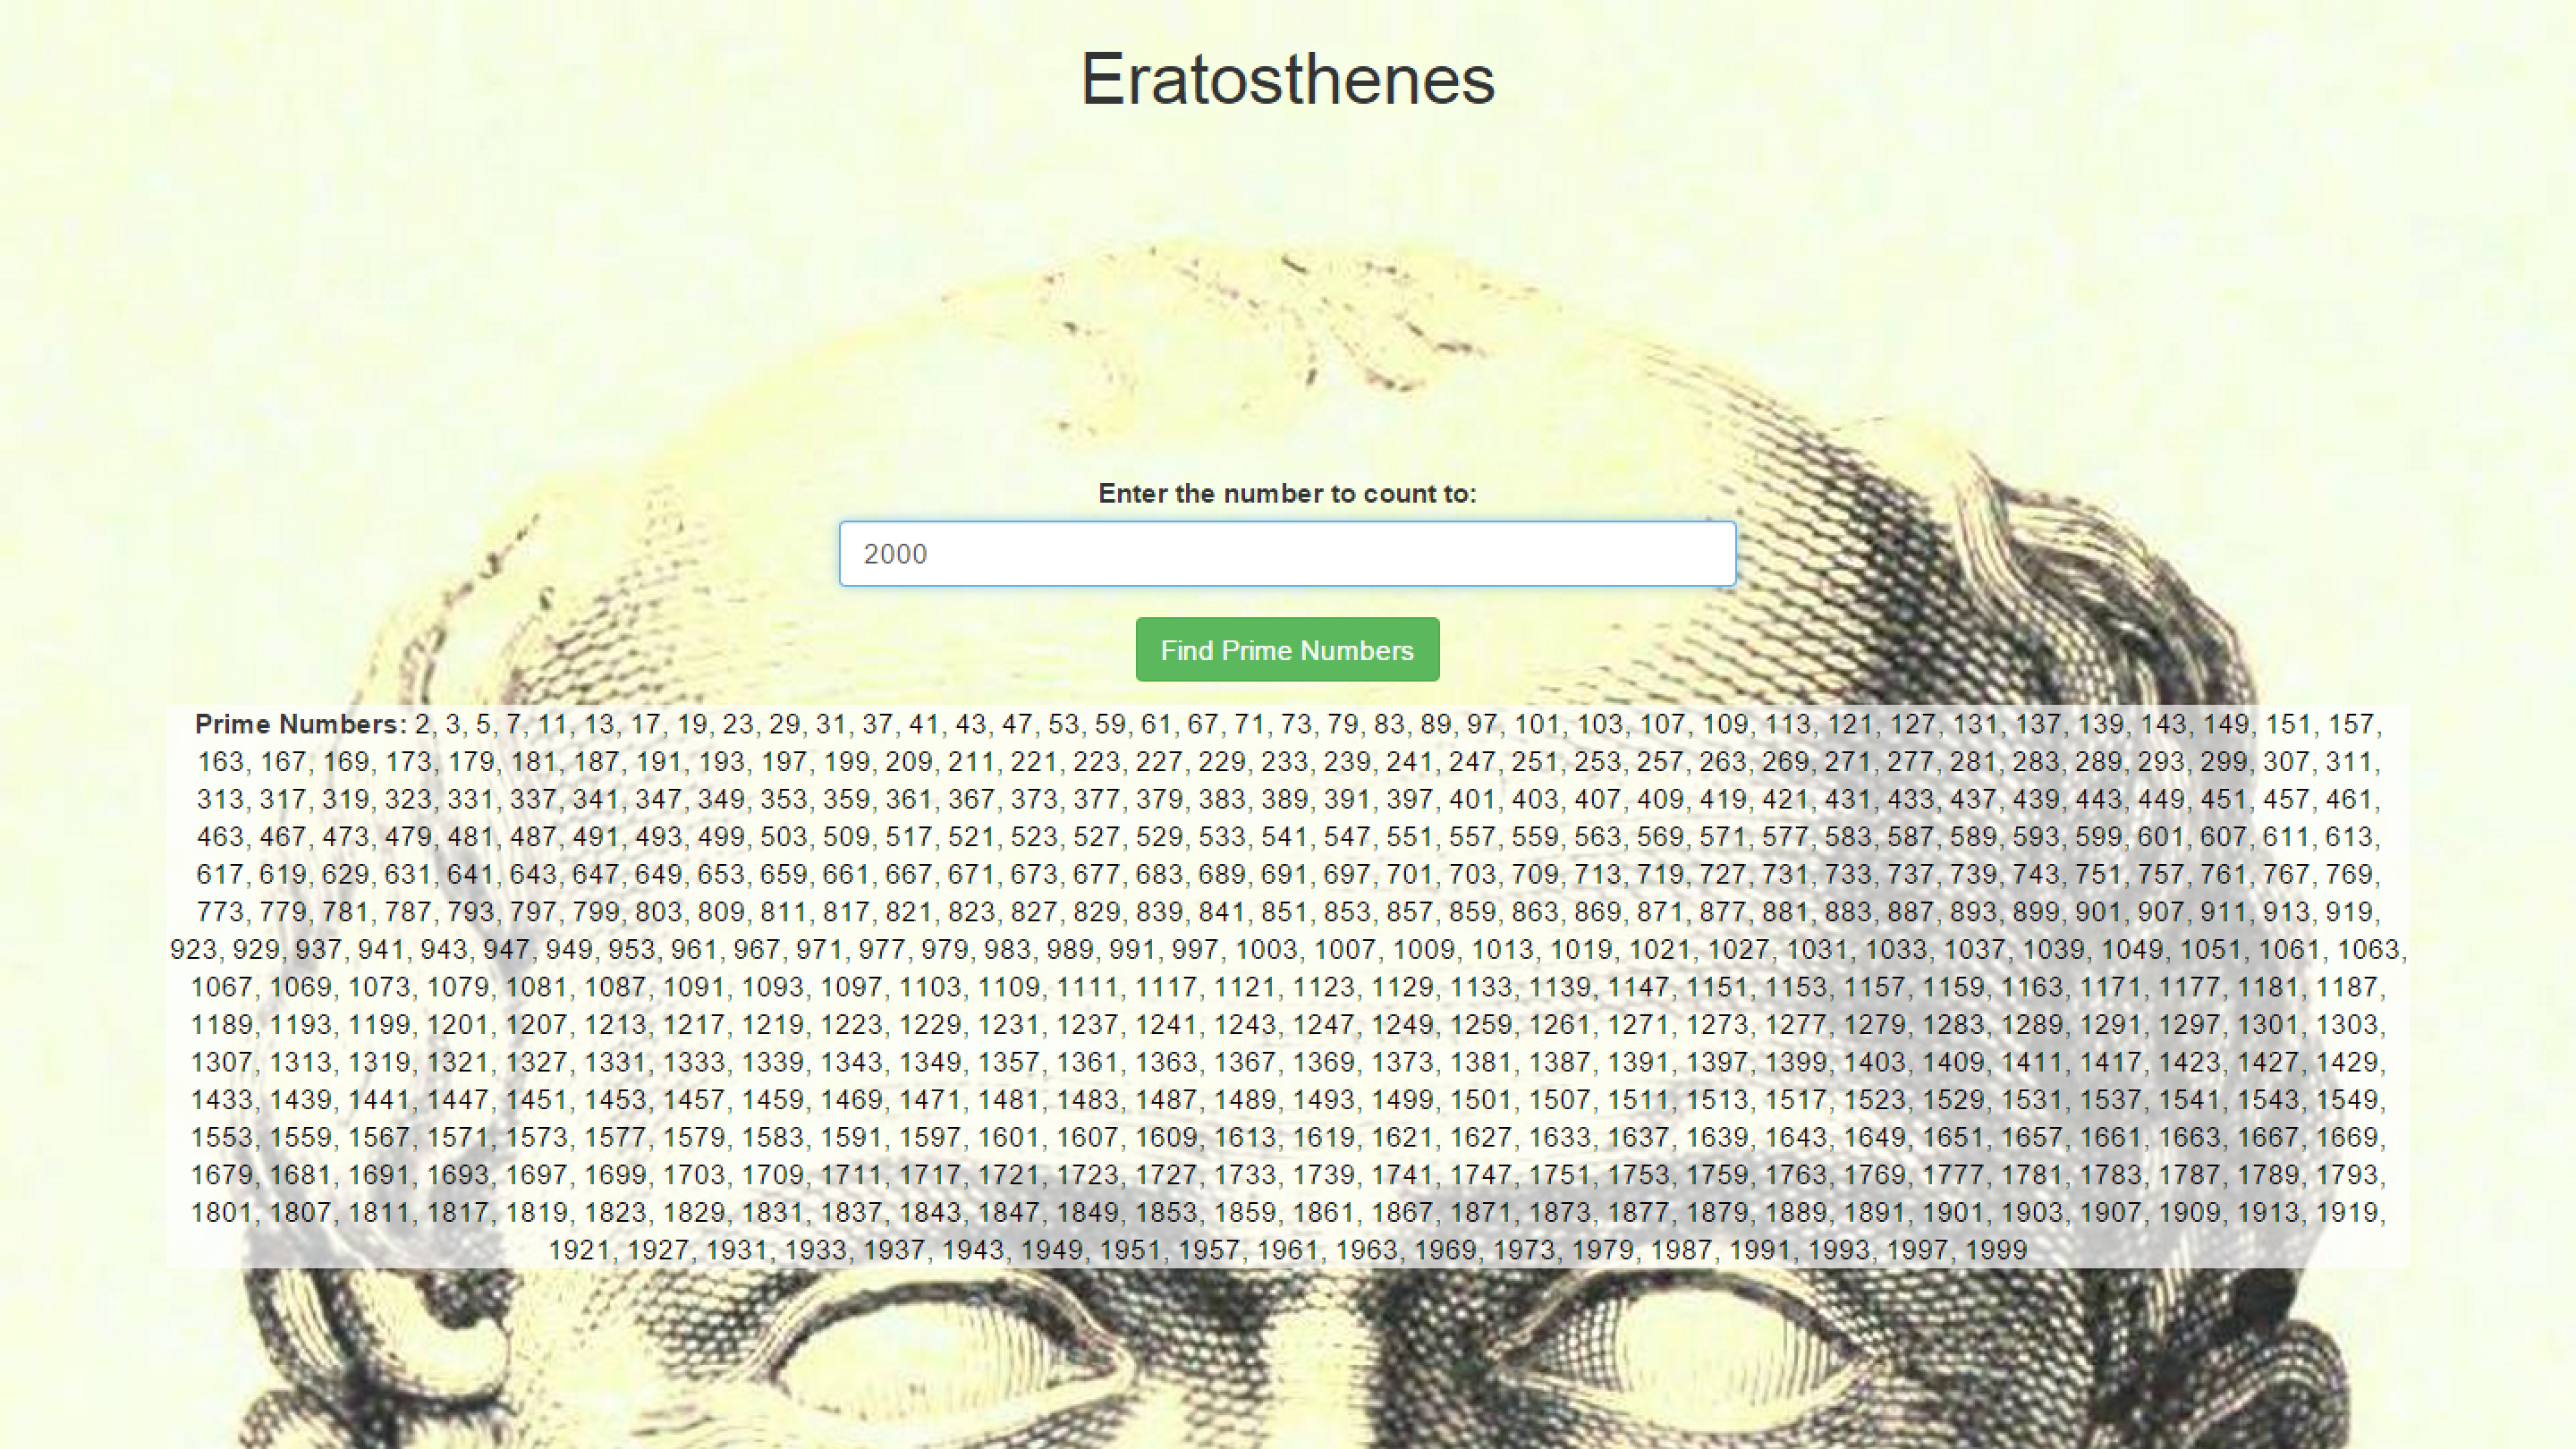 Eratosthenes
Enter the number to count to:
2000
Find Prime Numbers
Prime Numbers: 2, 3, 5, 7, 11, 13, 17, 19, 23, 29, 31, 37, 41, 43, 47, 53, 59, 61, 67, 71, 73, 79, 83, 89, 97, 101, 103, 107, 109, 113, 121, 127, 131, 137, 139, 143, 149, 151, 157,
163, 167, 169, 173, 179, 181, 187, 191, 193, 197, 199, 209, 211, 221, 223, 227, 229, 233, 239, 241, 247, 251, 253, 257, 263, 269, 271, 277, 281, 283, 289, 293, 299, 307, 311,
313, 317, 319, 323, 331, 337, 341, 347, 349, 353, 359, 361, 367, 373, 377, 379, 383, 389, 391, 397, 401, 403, 407, 409, 419, 421, 431, 433, 437, 439, 443, 449, 451, 457, 461,
463, 467, 473, 479, 481, 487, 491, 493, 499, 503, 509, 517, 521, 523, 527, 529, 533, 541, 547, 551, 557, 559, 563, 569, 571, 577, 583, 587, 589, 593, 599, 601, 607, 611, 613,
617, 619, 629, 631, 641, 643, 647, 649, 653, 659, 661, 667, 671, 673, 677, 683, 689, 691, 697, 701, 703, 709, 713, 719, 727, 731, 733, 737, 739, 743, 751, 757, 761, 767, 769,
773, 779, 781, 787, 793, 797, 799, 803, 809, 811, 817, 821, 823, 827, 829, 839, 841, 851, 853, 857, 859, 863, 869, 871, 877, 881, 883, 887, 893, 899, 901, 907, 911, 913, 919,
923, 929, 937, 941, 943, 947, 949, 953, 961, 967, 971, 977, 979, 983, 989, 991, 997, 1003, 1007, 1009, 1013, 1019, 1021, 1027, 1031, 1033, 1037, 1039, 1049, 1051, 1061, 1063,
1067, 1069, 1073, 1079, 1081, 1087, 1091, 1093, 1097, 1103, 1109, 1111, 1117, 1121, 1123, 1129, 1133, 1139, 1147, 1151, 1153, 1157, 1159, 1163, 1171, 1177, 1181, 1187,
1189, 1193, 1199, 1201, 1207, 1213, 1217, 1219, 1223, 1229, 1231, 1237, 1241, 1243, 1247, 1249, 1259, 1261, 1271, 1273, 1277, 1279, 1283, 1289, 1291, 1297, 1301, 1303,
1307, 1313, 1319, 1321, 1327, 1331, 1333, 1339, 1343, 1349, 1357, 1361, 1363, 1367, 1369, 1373, 1381, 1387, 1391, 1397, 1399, 1403, 1409, 1411, 1417, 1423, 1427, 1429,
1433, 1439, 1441, 1447, 1451, 1453, 1457, 1459, 1469, 1471, 1481, 1483, 1487, 1489, 1493, 1499, 1501, 1507, 1511, 1513, 1517, 1523, 1529, 1531, 1537, 1541, 1543, 1549,
1553, 1559, 1567, 1571, 1573, 1577, 1579, 1583, 1591, 1597, 1601, 1607, 1609, 1613, 1619, 1621, 1627, 1633, 1637, 1639, 1643, 1649, 1651, 1657, 1661, 1663, 1667, 1669,
1679, 1681, 1691, 1693, 1697, 1699, 1703, 1709, 1711, 1717, 1721, 1723, 1727, 1733, 1739, 1741, 1747, 1751, 1753, 1759, 1763, 1769, 1777, 1781, 1783, 1787, 1789, 1793,
1801, 1807, 1811, 1817, 1819, 1823, 1829, 1831, 1837, 1843, 1847, 1849, 1853, 1859, 1861, 1867, 1871, 1873, 1877, 1879, 1889, 1891, 1901, 1903, 1907, 1909, 1913, 1919,
1921, 1927, 1931, 1933, 1937, 1943, 1949, 1951, 1957, 1961, 1963, 1969, 1973, 1979, 1987, 1991, 1993, 1997, 1999